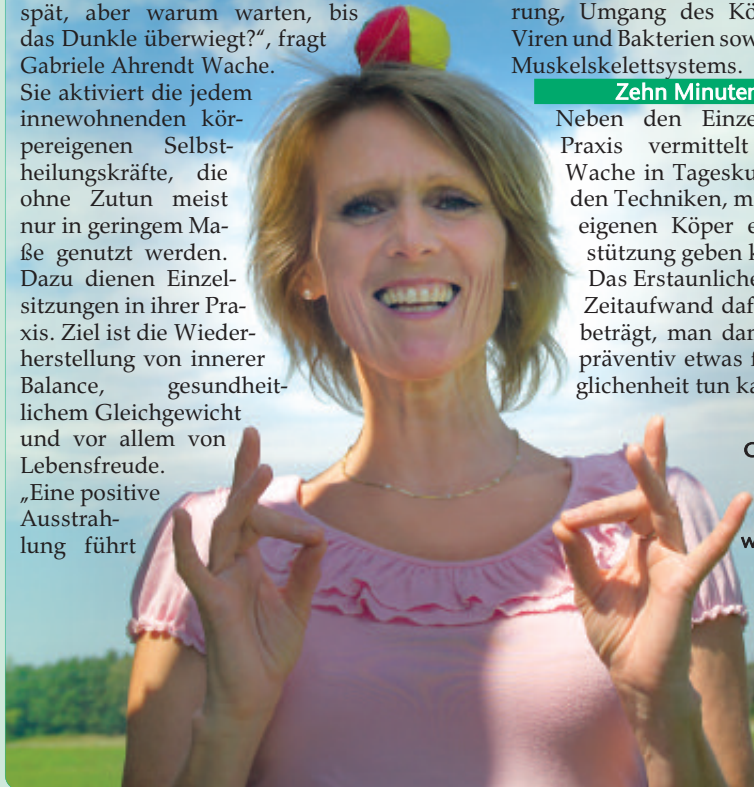 spät, aber warum warten, bis
das Dunkle überwiegt?“, fragt
Gabriele Ahrendt Wache.
Sie aktiviert die jedem
innewohnenden kör-
pereigenen Selbst-
heilungskräfte, die
ohne Zutun meist
nur in geringem Ma-
ße genutzt werden.
Dazu dienen Einzel-
sitzungen in ihrer Pra-
xis. Ziel ist die Wieder-
herstellung von innerer
Balance, gesundheit-
lichem Gleichgewicht
und vor allem von
Lebensfreude.
„Eine positive
Ausstrah-
lung führt
rung, Umgang des Kö
Viren und Bakterien sow
Muskelskelettsystems.
Zehn Minuten
Neben den Einze
Praxis vermittelt
Wache in Tagesku
den Techniken, m
eigenen Köper e
stützung geben k
Das Erstaunliche
Zeitaufwand daf
beträgt, man dar
präventiv etwas f
glichenheit tun ka
w